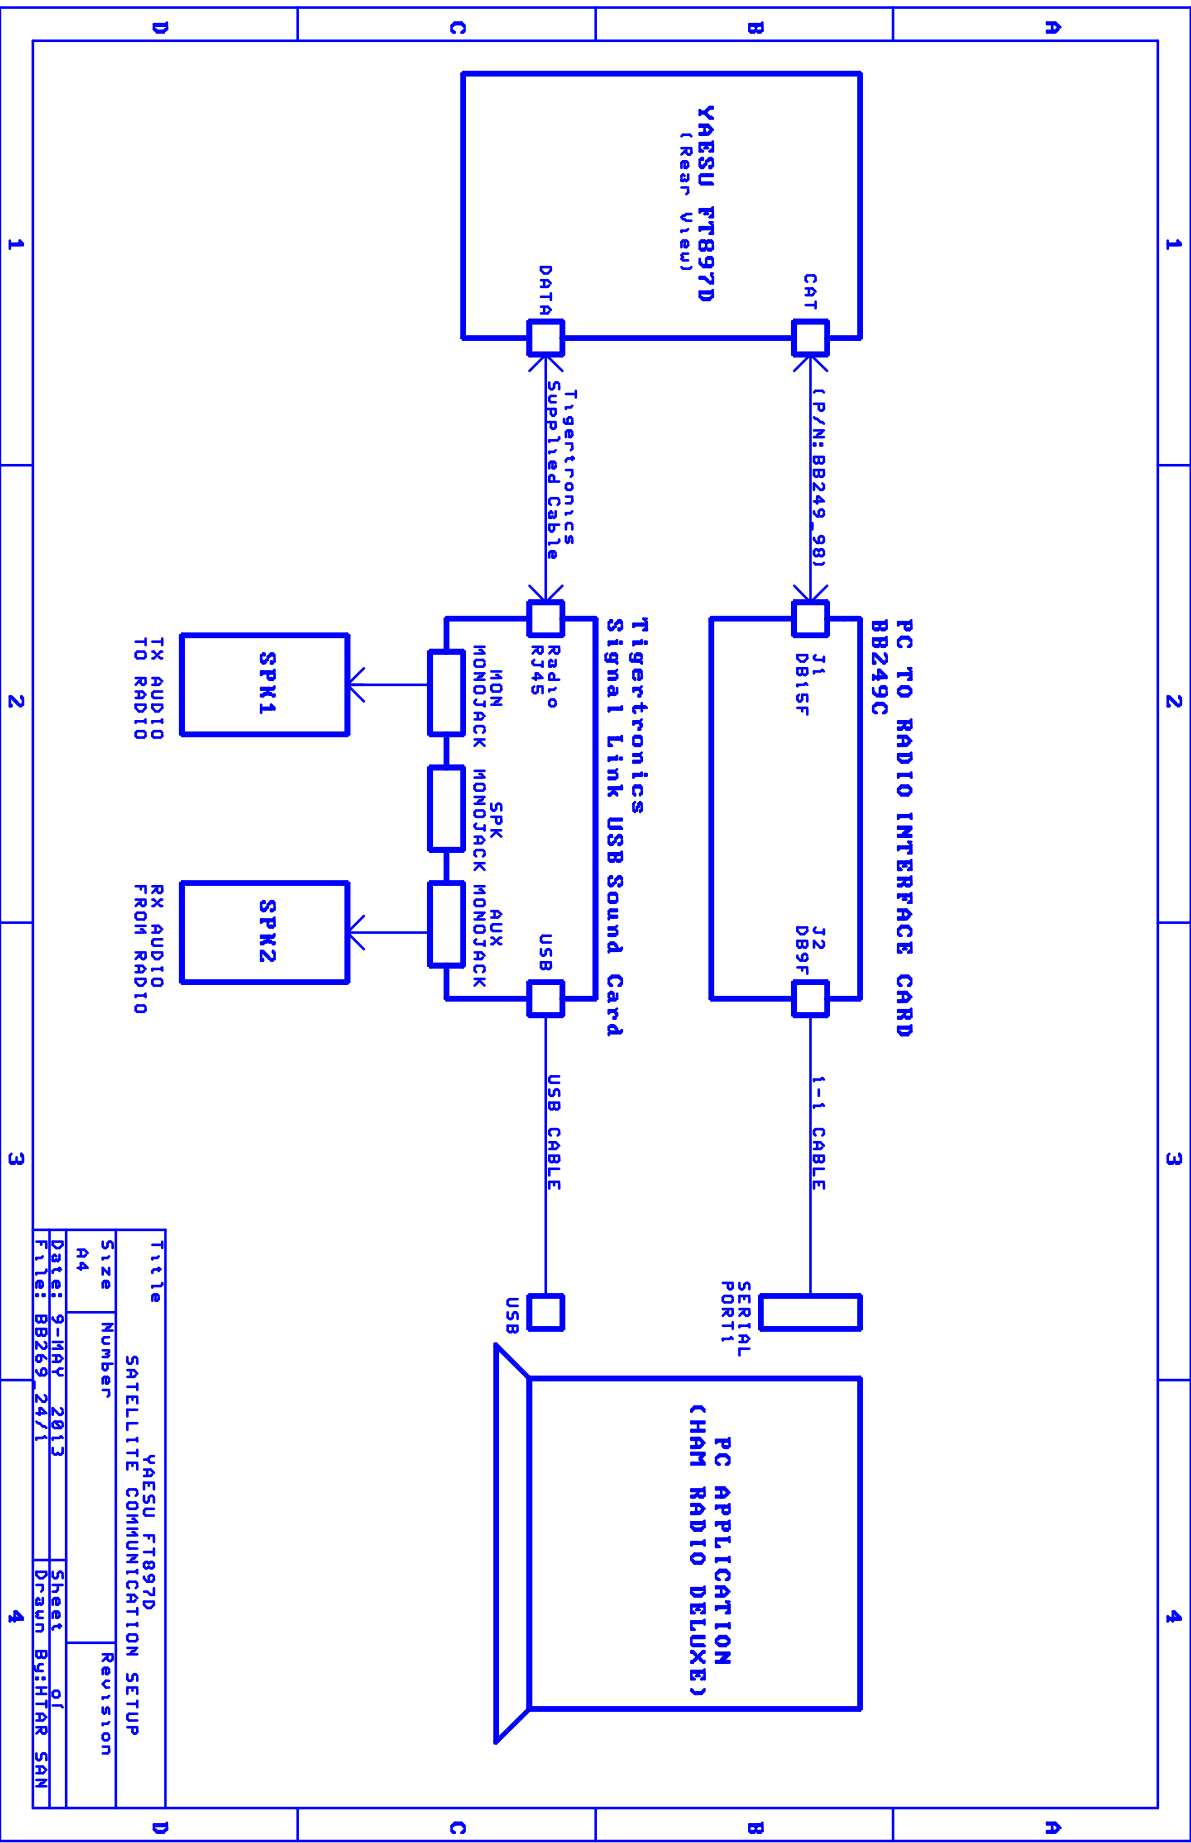 1
2
3
4
A
A
B
B
C
C
D
D
1
2
3
4
PC TO RADIO INTERFACE CARD
BB249C
YAESU FT897D
(Rear View)
CAT
(P/N:BB249_98)
J1
DB15F
J2
DB9F
1-1 CABLE
SERIAL
PORT1
PC APPLICATION
(HAM RADIO DELUXE)
Tigertronics
Signal Link USB Sound Card
DATA
Tigertronics
Supplied Cable
Radio
RJ45
USB
USB CABLE
USB
MON
MONOJACK
SPK
MONOJACK
AUX
MONOJACK
SPK1
SPK2
TX AUDIO
TO RADIO
RX AUDIO
FROM RADIO
Title
YAESU FT897D
SATELLITE COMMUNICATION SETUP
Size
Number
Revision
A4
Date: 9-MAY 2013
Sheet of
File: BB269_24/1
Drawn By:HTAR SAN